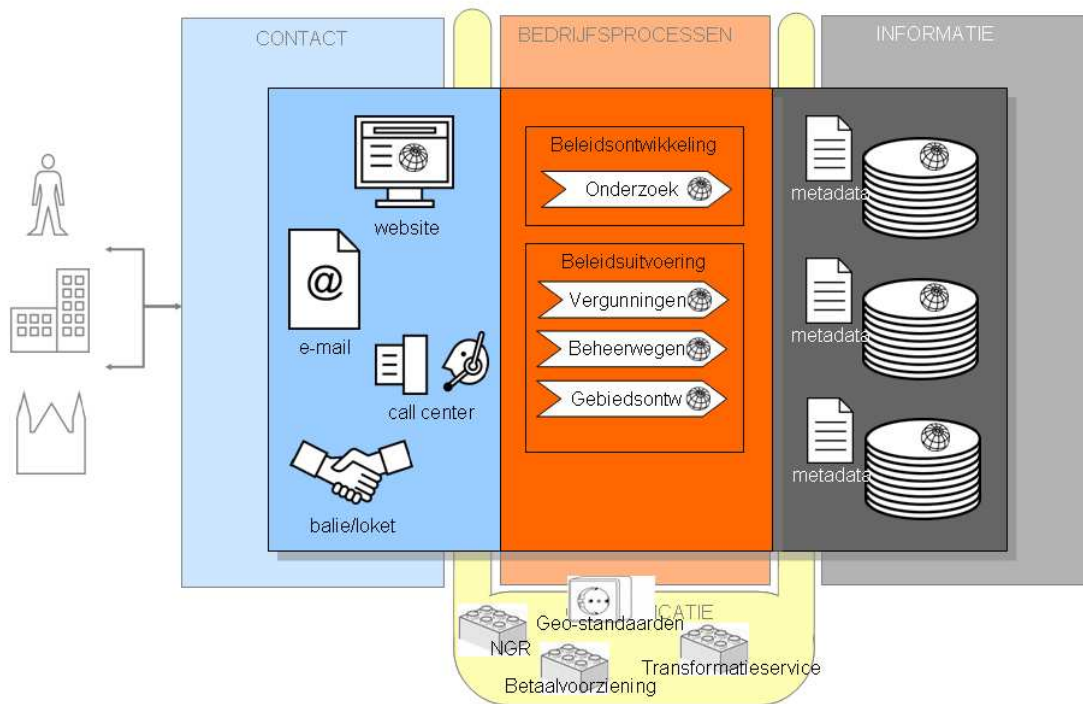 CONTACT
BEDRIJFSPROCESSEN
INFORMATIE
website
@
e-mail
call center
balie/loket
Beleidsontwikkeling
Onderzoek
Beleidsuitvoering
Vergunningen
Beheerwegen
Gebiedsontw
metadata
metadata
metadata
ICATIE
Geo-standaarden
NGR
Transformatieservice
Betaalvoorziening